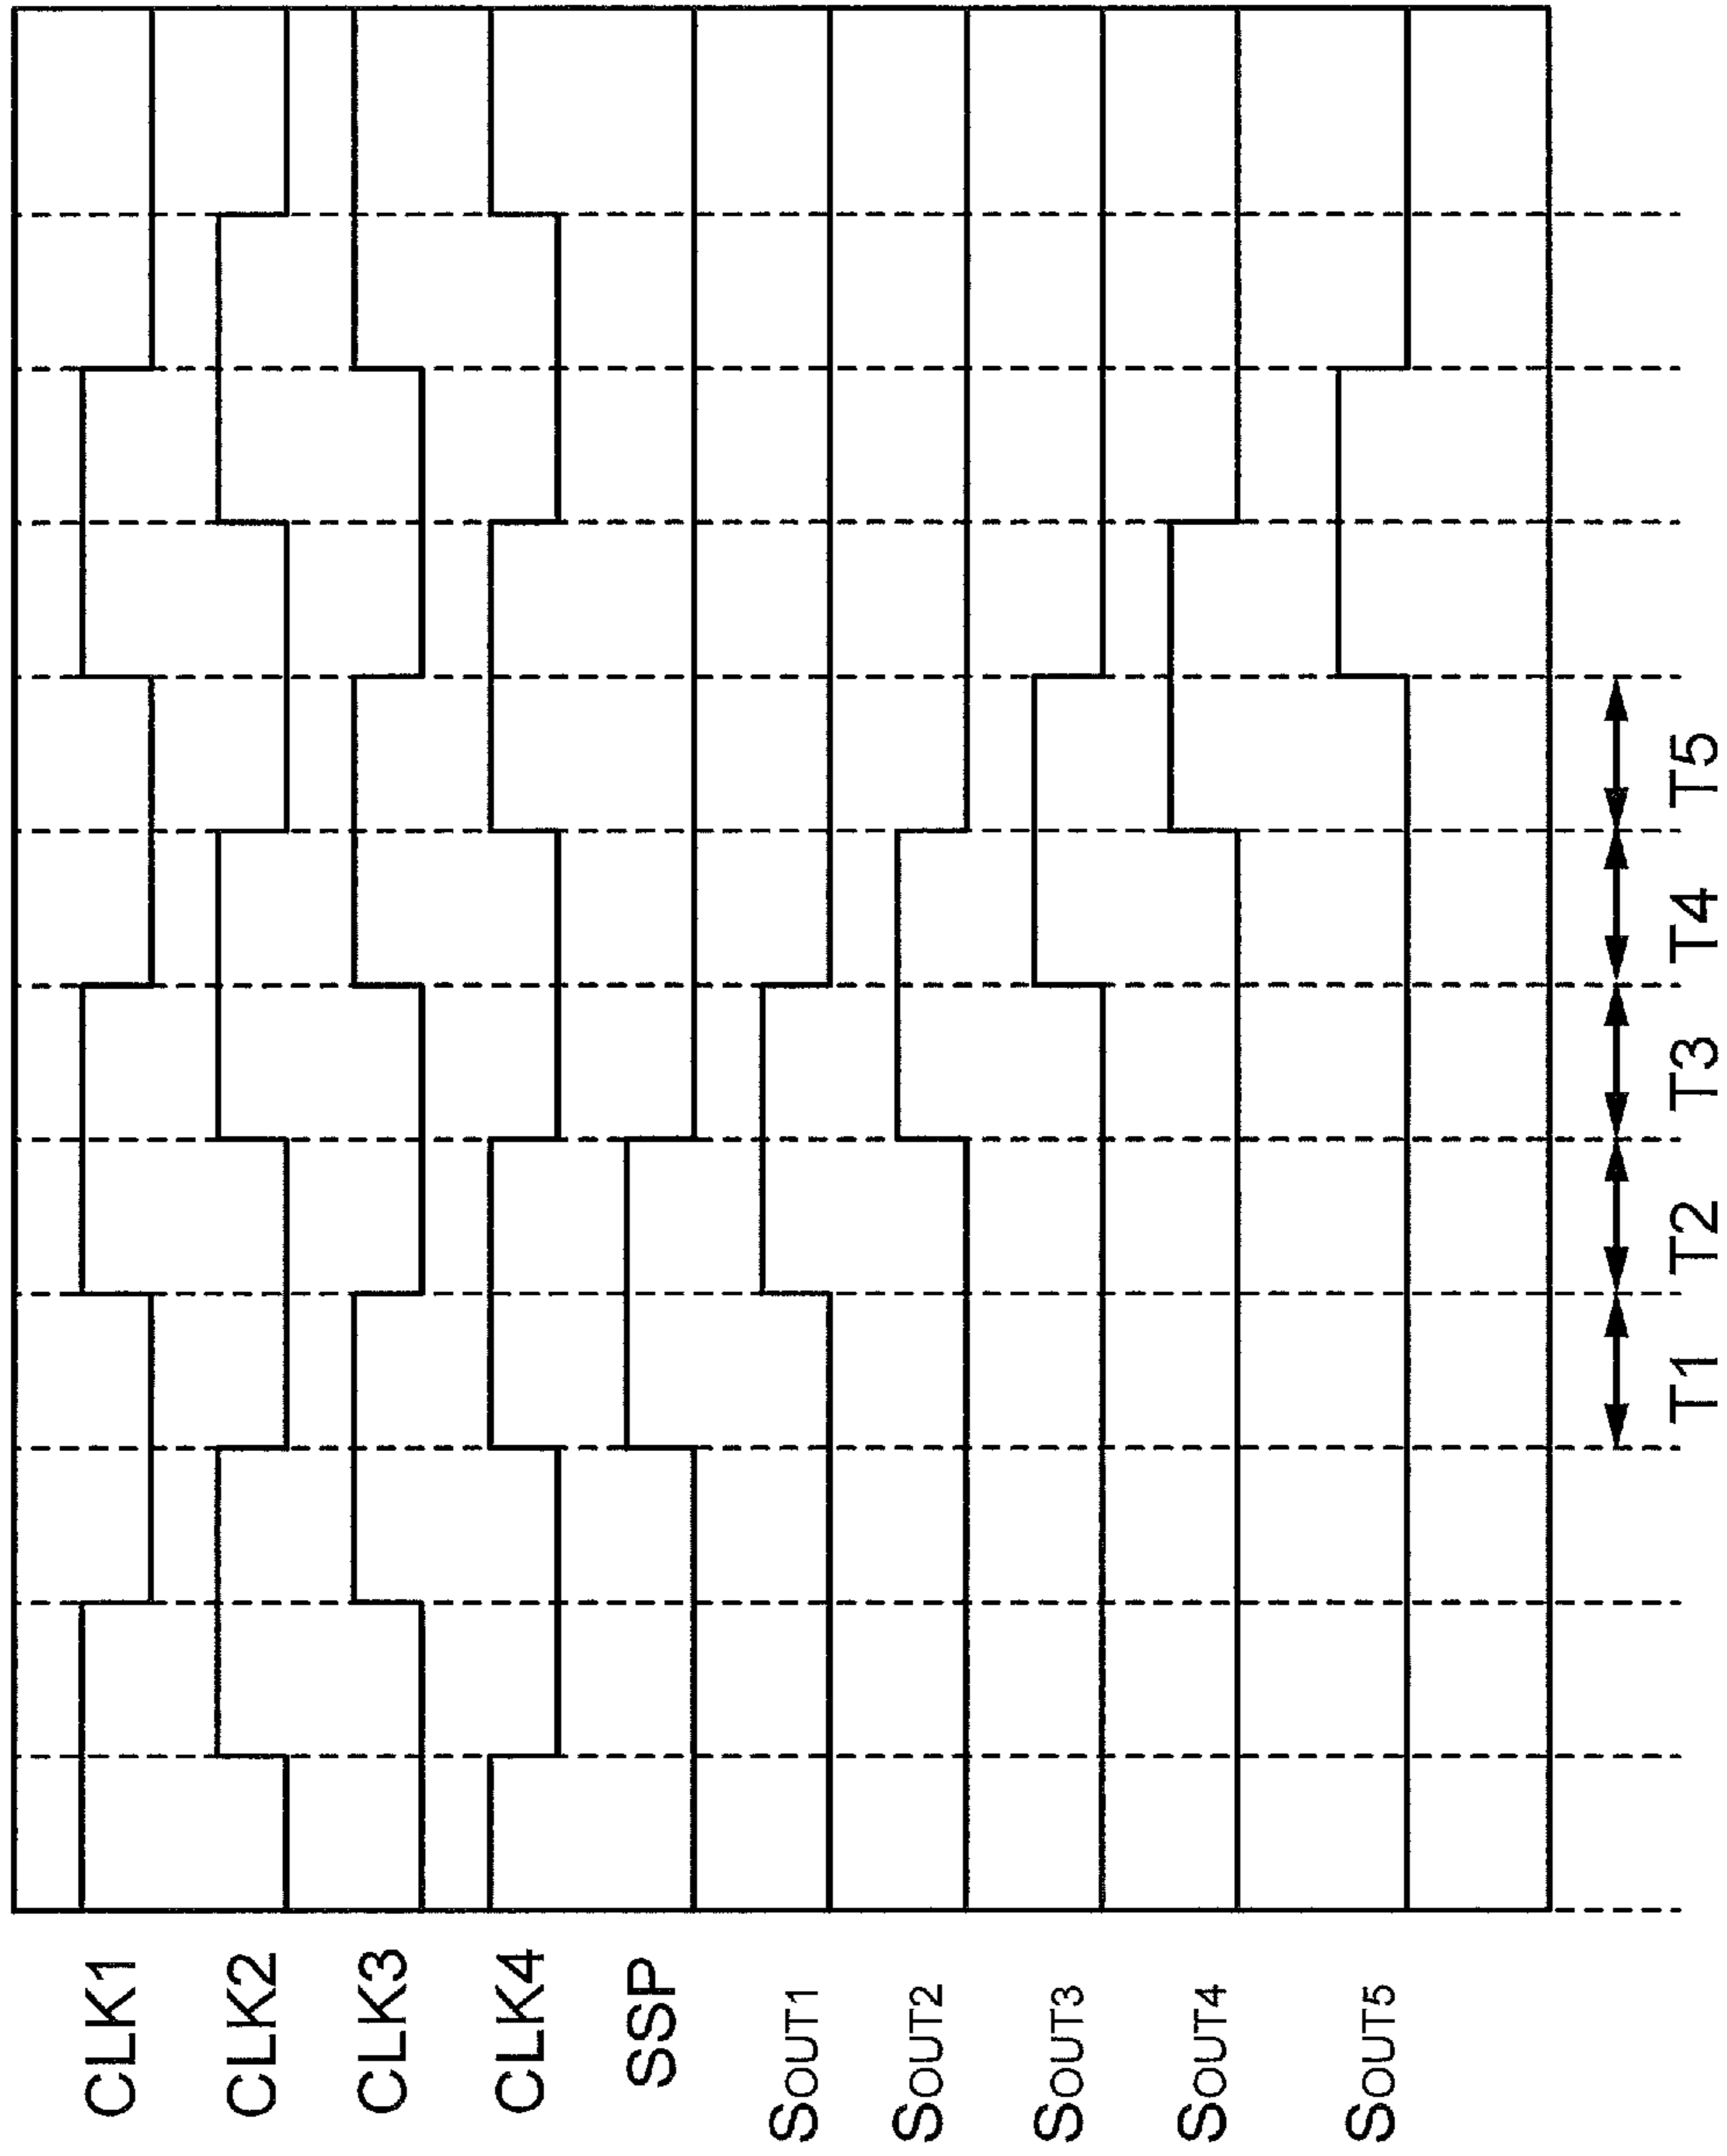 CLK1
CLK2
CLK3
CLK4
SSP
SOUT1
SOUT2
SOUT3
SOUT4
SOUT5
T1 T2 T3 T4 T5